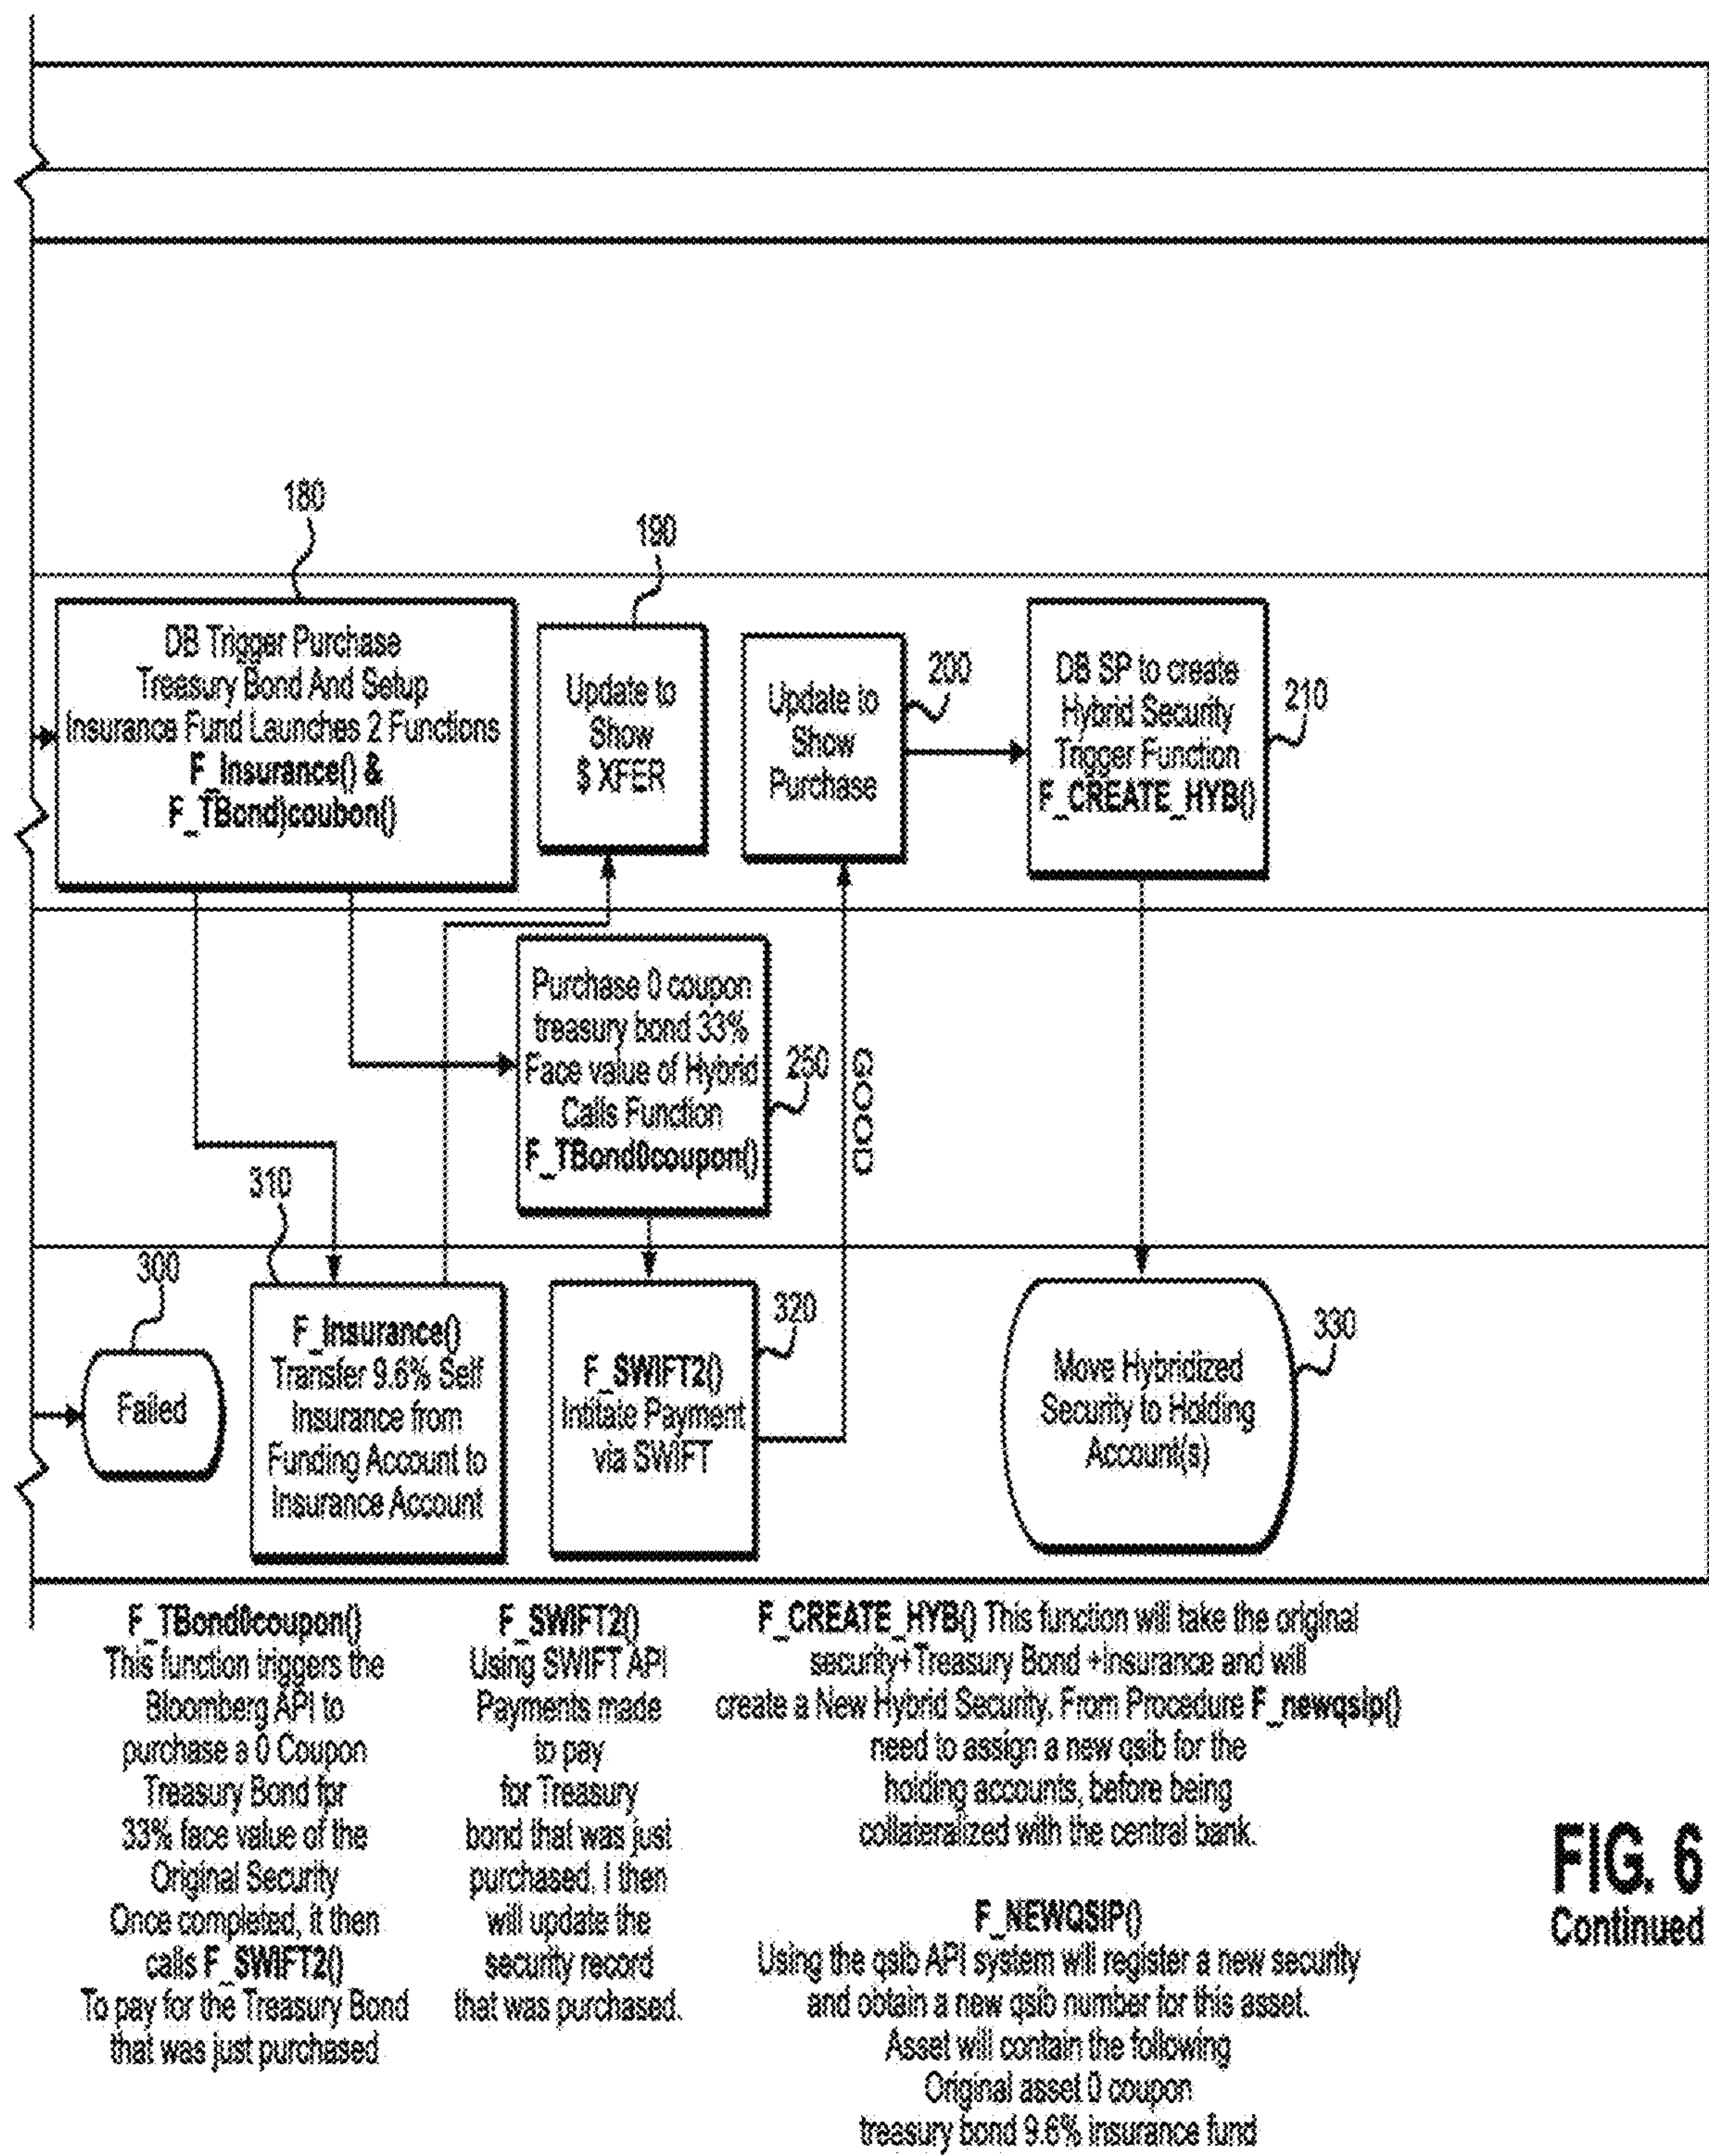 180
DB Trigger Purchase
Treasury Bond And Setup
Insurance Fund Launches 2 Functions
F_Insurance() &
F_TBond)coubon()
190
Update to
Show
$ XFER
Update to
Show
Purchase
200
DB SP to create
Hybrid Security
Trigger Function
F_CREATE_HYB()
210
Purchase 0 coupon
treasury bond 33%
Face value of Hybrid
Calls Function
F_TBond0coupon()
250
GOOD
300
Failed
310
F_Insurance()
Transfer 9.6% Self
Insurance from
Funding Account to
Insurance Account
320
F_SWIFT2()
Intitate Payment
via SWIFT
330
Move Hybridized
Security to Holding
Account(s)
F_TBond0coupon()
This function triggers the
Bloomberg API to
purchase a 0 Coupon
Treasury Bond for
33% face value of the
Original Security
Once completed, it then
calls F_SWIFT2()
To pay for the Treasury Bond
that was just purchased
F_SWIFT2()
Using SWIFT API
Payments made
to pay
for Treasury
bond that was just
purchased. I then
will update the
security record
that was purchased.
F_CREATE_HYB() This function will take the original
security+Treasury Bond +insurance and will
create a New Hybrid Security. From Procedure F_newqsip()
need to assign a new qsib for the
holding accounts, before being
collateralized with the central bank.
F_NEWQSIP()
Using the qsib API system will register a new security
and obtain a new qsib number for this asset.
Asset will contain the following
Original asset 0 coupon
treasury bond 9.6% insurance fund
FIG. 6
Continued